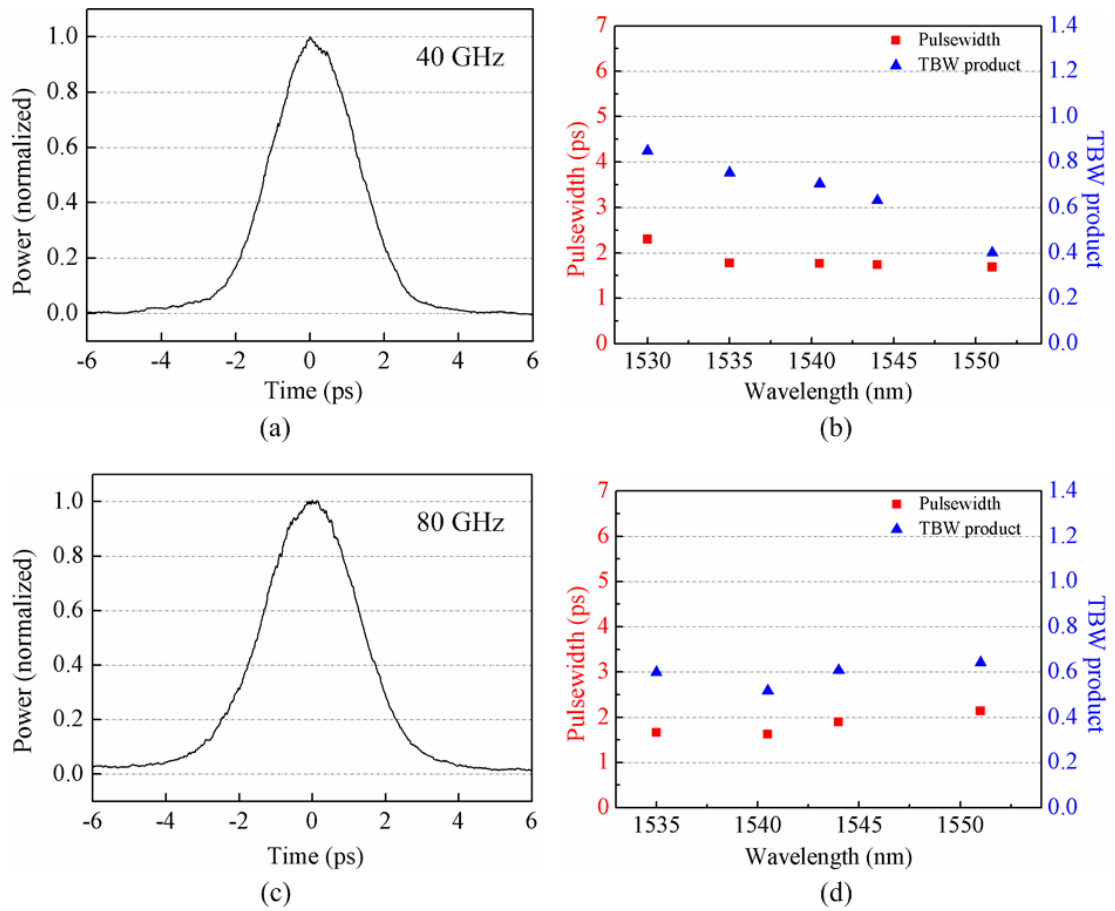 40 GHz
1.0
0.8
0.6
0.4
0.2
0.0
Power (normalized)
-6 -4 -2 0 2 4 6
Time (ps)
(a)
Pulsewidth
TBW product
7
6
5
4
3
2
1
0
Pulsewidth (ps)
1.4
1.2
1.0
0.8
0.6
0.4
0.2
0.0
TBW product
1530 1535 1540 1545 1550
Wavelength (nm)
(b)
80 GHz
1.0
0.8
0.6
0.4
0.2
0.0
Power (normalized)
-6 -4 -2 0 2 4 6
Time (ps)
(c)
Pulsewidth
TBW product
7
6
5
4
3
2
1
0
Pulsewidth (ps)
1.4
1.2
1.0
0.8
0.6
0.4
0.2
0.0
TBW product
1535 1540 1545 1550
Wavelength (nm)
(d)